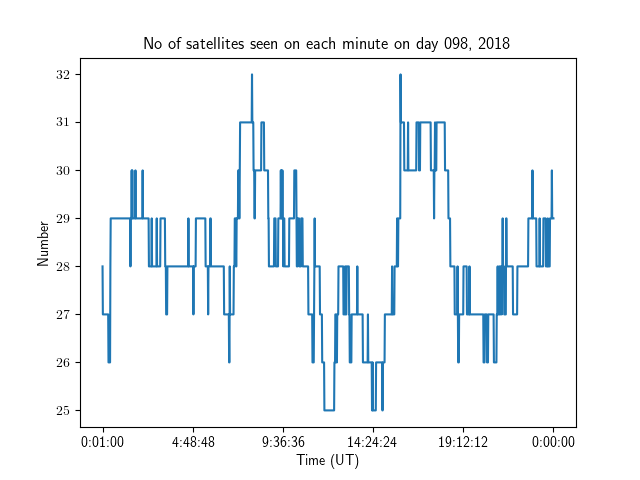 No of satellites seen on each minute on day 098, 2018
32
31
30
29
28
27
26
25
Number
0:01:00 4:48:48 9:36:36 14:24:24 19:12:12 0:00:00
Time (UT)